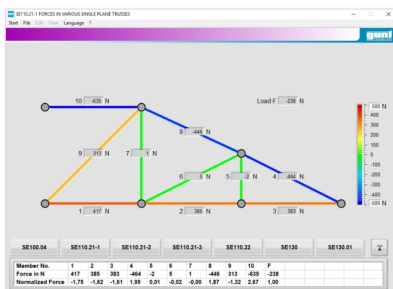 SE110.21-1 FORCES IN VARIOUS SINGLE PLANE TRUSSES
Start File Edit View Language ?
gunt
10 -635 N
Load F -238 N
500 N
400
300
200
100
0
-100
-200
-300
-400
-500 N
8 -446 N
9 313 N
7 1 N
6 5 N
5 -2 N
4 -464 N
1 417 N
2 385 N
3 383 N
SE100.04
SE110.21-1
SE110.21-2
SE110.21-3
SE110.22
SE130
SE130.01
Member No. 1 2 3 4 5 6 7 8 9 10 F
Force in N 417 385 383 -464 -2 5 1 -446 313 -635 -238
Normalized Force -1,75 -1,62 -1,61 1,95 0,01 -0,02 -0,00 1,87 -1,32 2,67 1,00